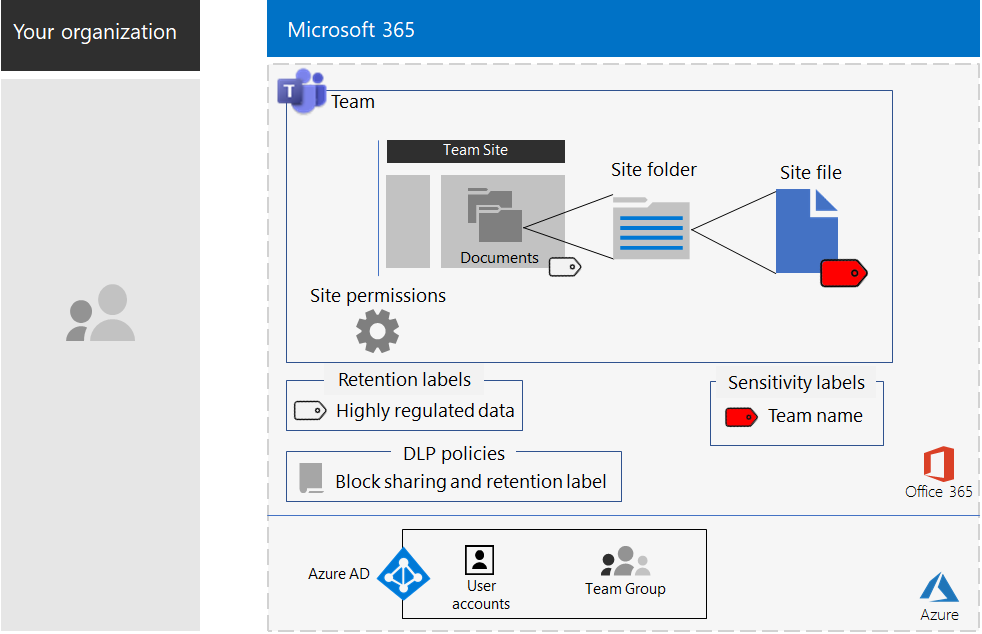 Your organization
Microsoft 365
T
Team
Team Site
Site folder
Site file
Documents
Site permissions
Retention labels
Highly regulated data
Sensitivity labels
Team name
DLP policies
Block sharing and retention label
Office 365
Azure AD
User
accounts
Team Group
Azure